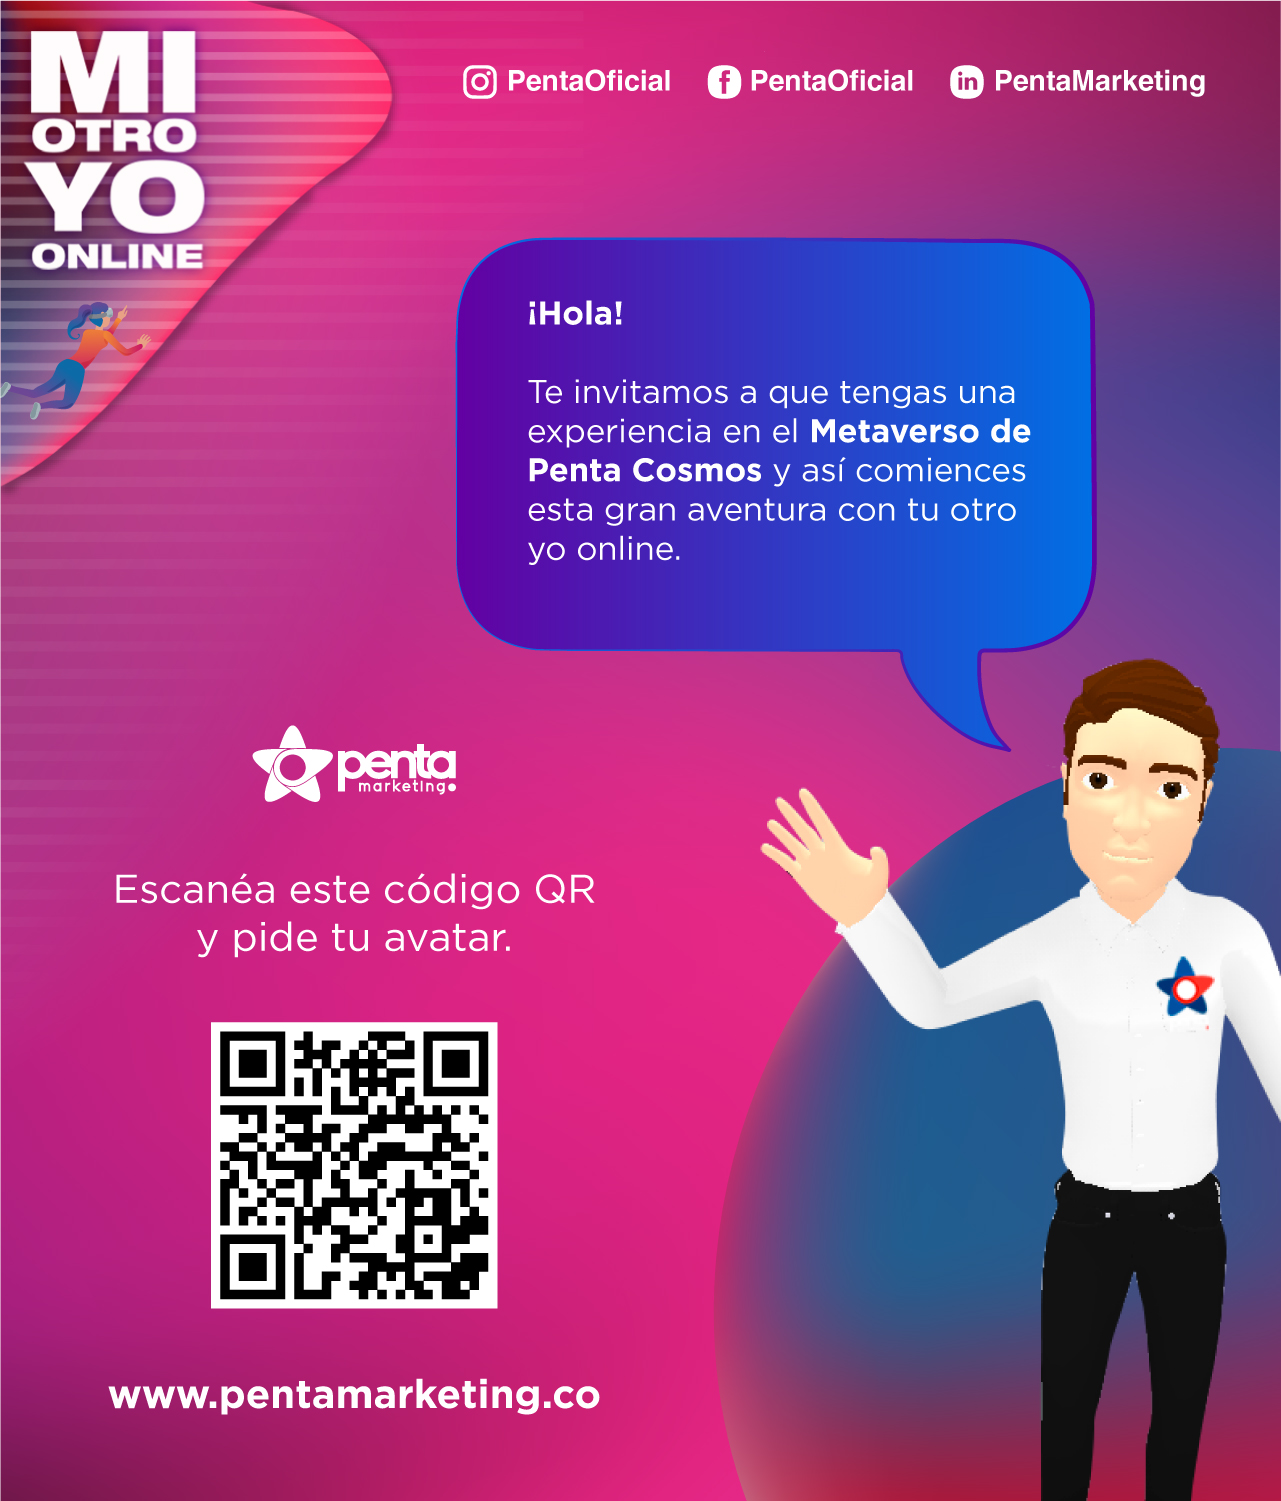 MI
OTRO
YO
ONLINE
PentaOficial PentaOficial PentaMarketing
¡Hola!
Te invitamos a que tengas una
experiencia en el Metaverso de
Penta Cosmos y así comiences
esta gran aventura con tu otro
yo online.
penta
marketing.
Escanéa este código QR
y pide tu avatar.
www.pentamarketing.co